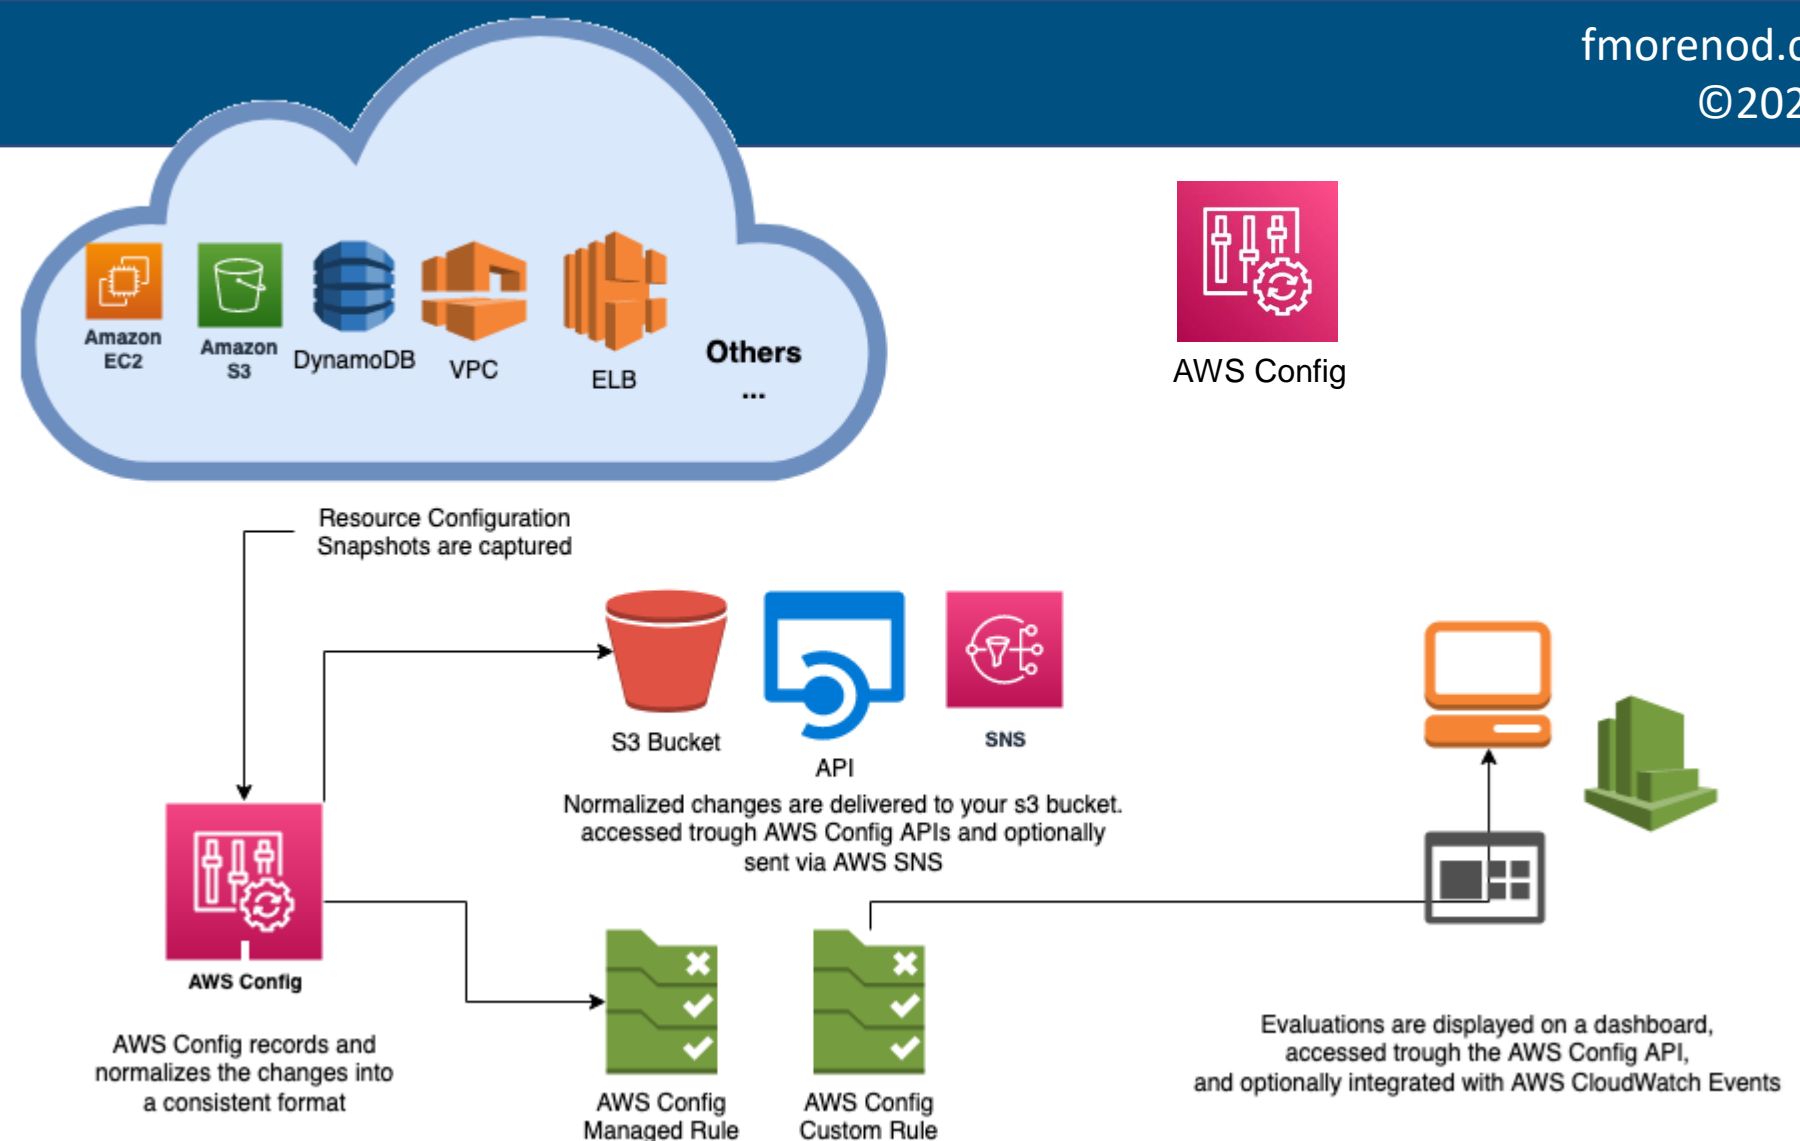 fmorenod.c
©202
Amazon
EC2
Amazon
S3
DynamoDB
VPC
ELB
Others
...
AWS Config
Resource Configuration
Snapshots are captured
S3 Bucket
API
SNS
Normalized changes are delivered to your s3 bucket.
accessed trough AWS Config APIs and optionally
sent via AWS SNS
AWS Config
AWS Config records and
normalizes the changes into
a consistent format
AWS Config
Managed Rule
AWS Config
Custom Rule
Evaluations are displayed on a dashboard,
accessed trough the AWS Config API,
and optionally integrated with AWS CloudWatch Events